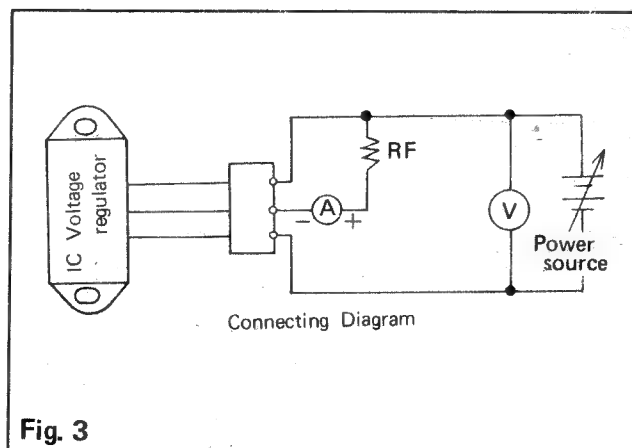 IC Voltage
regulator
RF
A
− +
V
Power
source
Connecting Diagram
Fig. 3